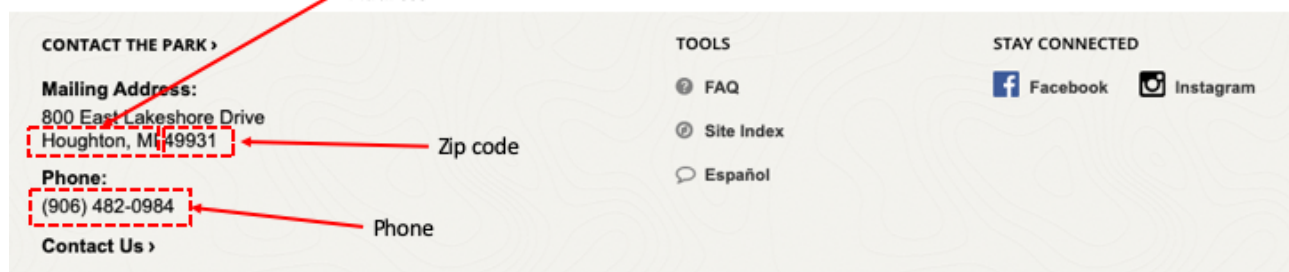 CONTACT THE PARK ›
Mailing Address:
800 East Lakeshore Drive
Houghton, MI 49931
Zip code
Phone:
(906) 482-0984
Phone
Contact Us ›
TOOLS
FAQ
Site Index
Español
STAY CONNECTED
Facebook
Instagram